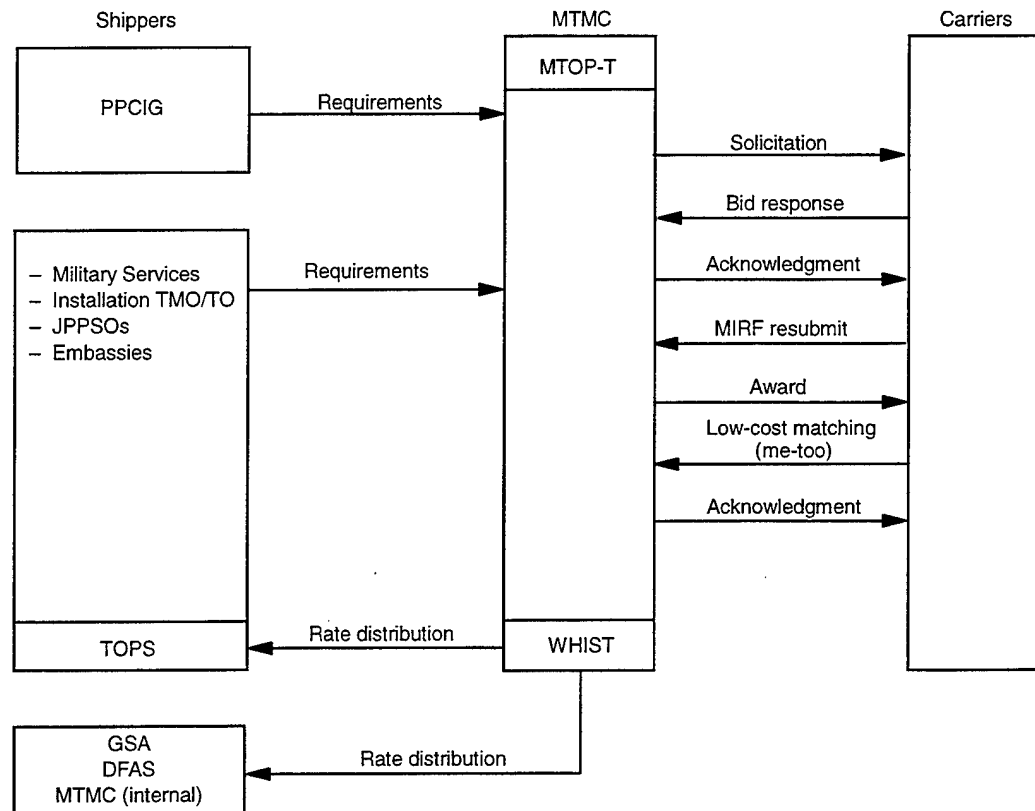 Shippers
MTMC
Carriers
MTOP-T
PPCIG
Requirements
Solicitation
Bid response
– Military Services
– Installation TMO/TO
– JPPSOs
– Embassies
Requirements
Acknowledgment
MIRF resubmit
Award
Low-cost matching
(me-too)
Acknowledgment
TOPS
Rate distribution
WHIST
GSA
DFAS
MTMC (internal)
Rate distribution